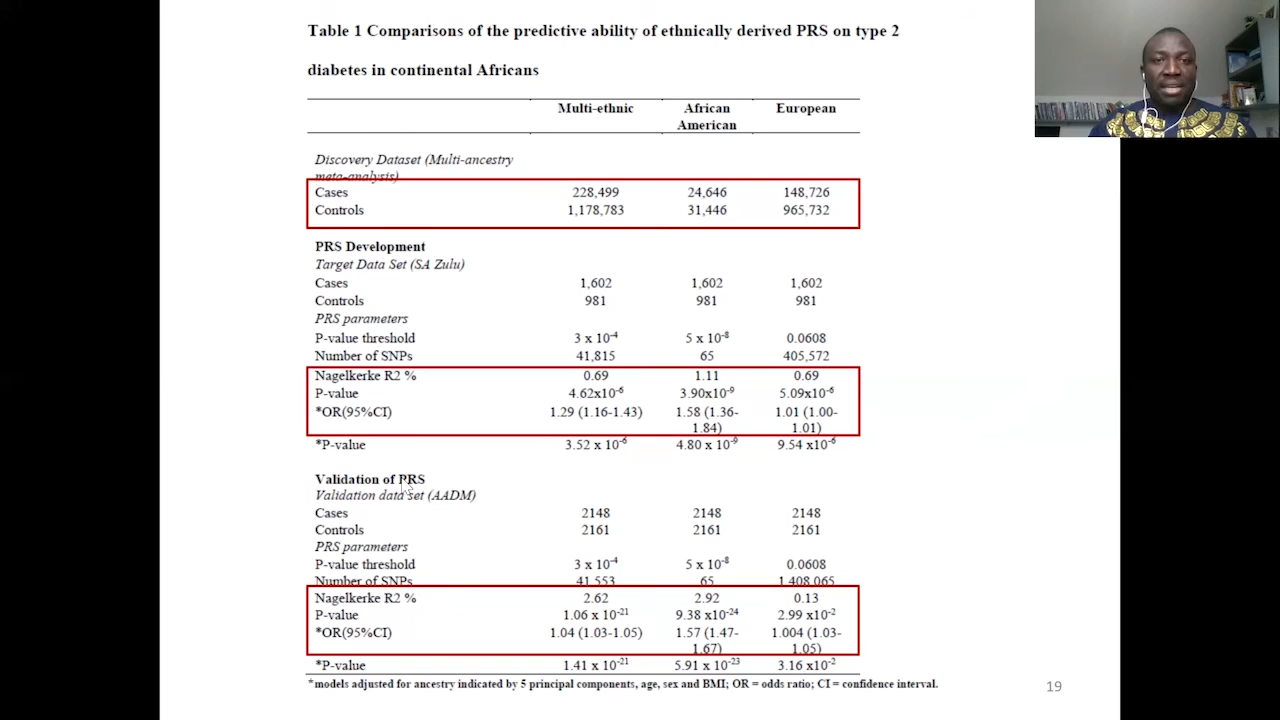 Table 1 Comparisons of the predictive ability of ethnically derived PRS on type 2
diabetes in continental Africans
Multi-ethnic African European
American
Discovery Dataset (Multi-ancestry
meta-analysis)
Cases 228,499 24,646 148,726
Controls 1,178,783 31,446 965,732
PRS Development
Target Data Set (SA Zulu)
Cases 1,602 1,602 1,602
Controls 981 981 981
PRS parameters
P-value threshold 3 x 10⁻⁴ 5 x 10⁻⁸ 0.0608
Number of SNPs 41,815 65 405,572
Nagelkerke R2 % 0.69 1.11 0.69
P-value 4.62x10⁻⁶ 3.90x10⁻⁹ 5.09x10⁻⁶
*OR(95%CI) 1.29 (1.16-1.43) 1.58 (1.36- 1.01 (1.00-
1.84) 1.01)
*P-value 3.52 x 10⁻⁶ 4.80 x 10⁻⁹ 9.54 x10⁻⁶
Validation of PRS
Validation data set (AADM)
Cases 2148 2148 2148
Controls 2161 2161 2161
PRS parameters
P-value threshold 3 x 10⁻⁴ 5 x 10⁻⁸ 0.0608
Number of SNPs 41,553 65 1,408,065
Nagelkerke R2 % 2.62 2.92 0.13
P-value 1.06 x 10⁻²¹ 9.38 x10⁻²⁴ 2.99 x10⁻²
*OR(95%CI) 1.04 (1.03-1.05) 1.57 (1.47- 1.004 (1.03-
1.67) 1.05)
*P-value 1.41 x 10⁻²¹ 5.91 x 10⁻²³ 3.16 x10⁻²
*models adjusted for ancestry indicated by 5 principal components, age, sex and BMI; OR = odds ratio; CI = confidence interval.
19